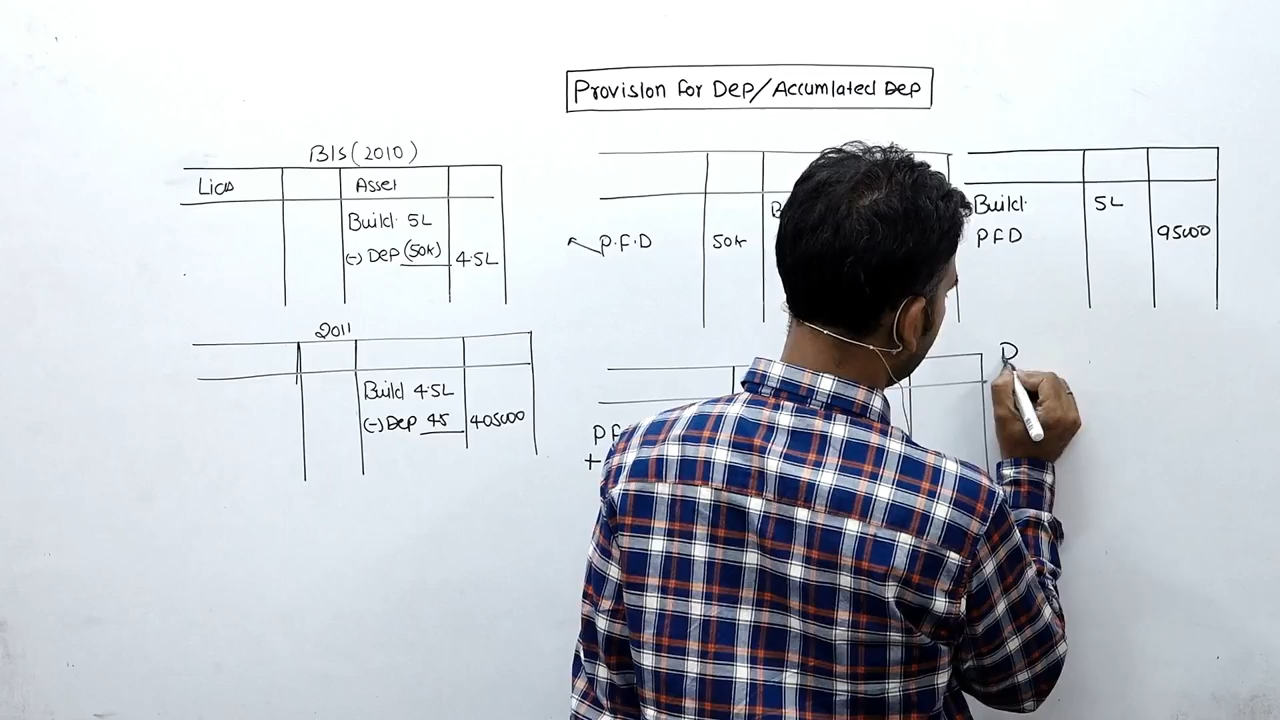 Provision for Dep/Accumlated Dep
B/s (2010)
Lia Asset
Build. 5L
(-) Dep (50k) 4.5L
2011
Build 4.5L
(-) Dep 45 405000
P.F.D 50k
Build. 5L
PFD 95000
PF
+
D